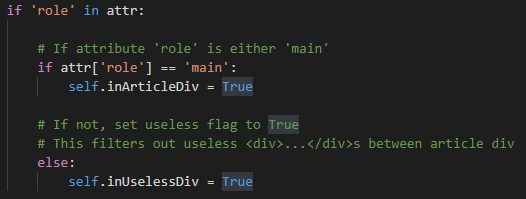 if 'role' in attr:
# If attribute 'role' is either 'main'
if attr['role'] == 'main':
self.inArticleDiv = True
# If not, set useless flag to True
# This filters out useless <div>...</div>s between article div
else:
self.inUselessDiv = True